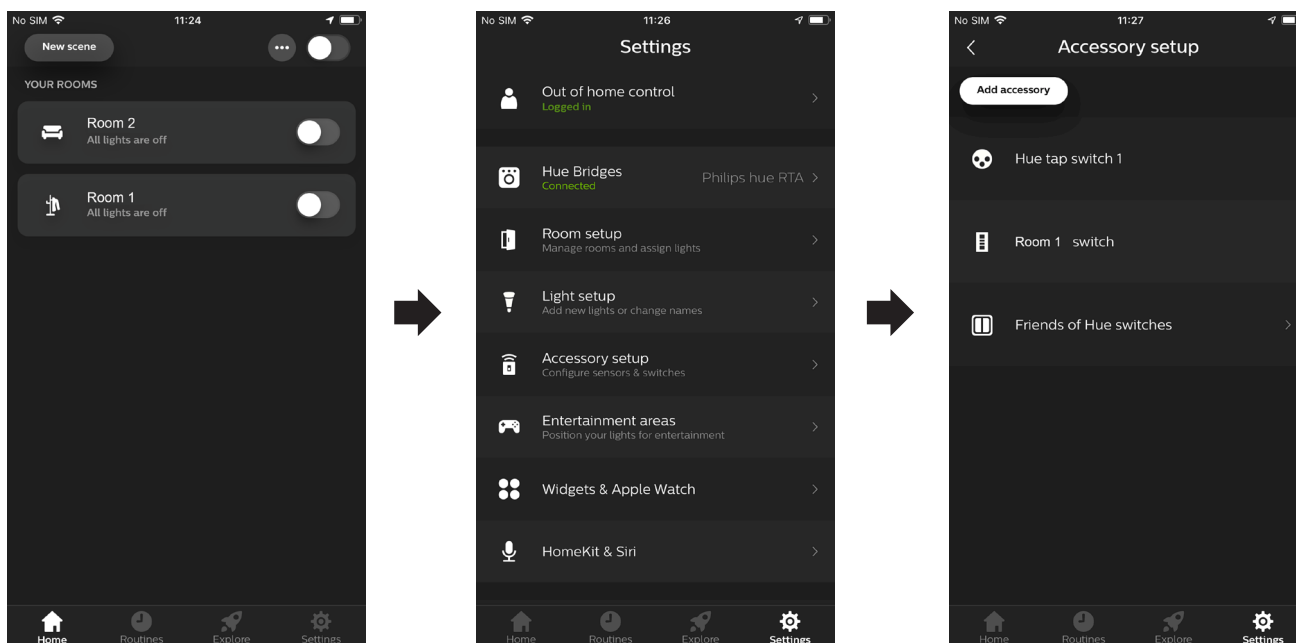 No SIM 11:24
New scene
YOUR ROOMS
Room 2
All lights are off
Room 1
All lights are off
Home Routines Explore Settings
No SIM 11:26
Settings
Out of home control
Logged in
Hue Bridges
Connected
Philips hue RTA
Room setup
Manage rooms and assign lights
Light setup
Add new lights or change names
Accessory setup
Configure sensors & switches
Entertainment areas
Position your lights for entertainment
Widgets & Apple Watch
HomeKit & Siri
Home Routines Explore Settings
No SIM 11:27
Accessory setup
Add accessory
Hue tap switch 1
Room 1 switch
Friends of Hue switches
Home Routines Explore Settings